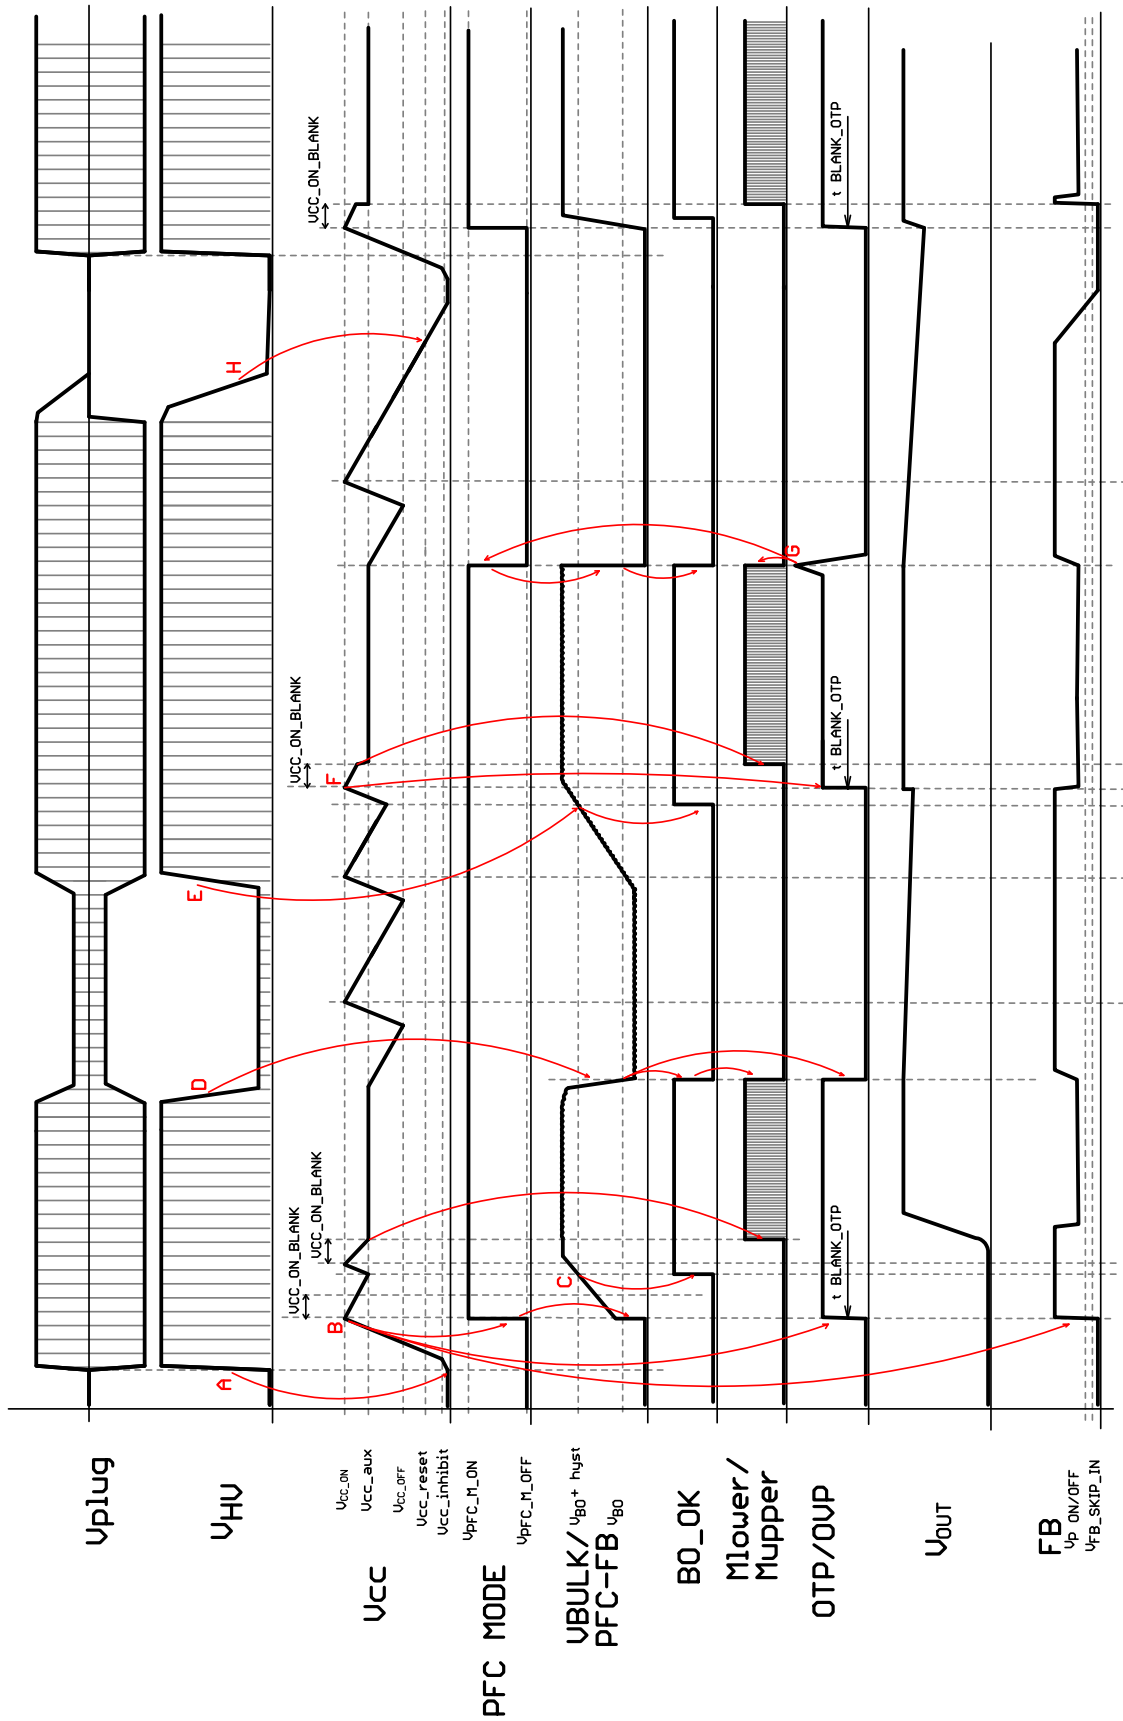 Vplug
VHV
Vcc
VCC_ON
Vcc_aux
VCC_OFF
Vcc_reset
Vcc_inhibit
PFC MODE
VPFC_M_ON
VPFC_M_OFF
VBULK/
PFC-FB
VBO+ hyst
VBO
BO_OK
Mlower/
Mupper
OTP/OVP
VOUT
FB
VP ON/OFF
VFB_SKIP_IN
A
B
C
D
E
F
G
H
VCC_ON_BLANK
VCC_ON_BLANK
VCC_ON_BLANK
VCC_ON_BLANK
t BLANK_OTP
t BLANK_OTP
t BLANK_OTP